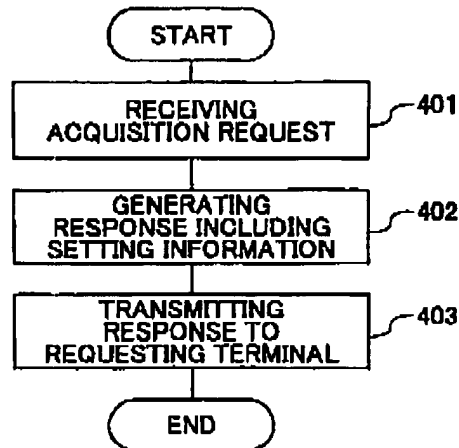 START
RECEIVING
ACQUISITION REQUEST
401
GENERATING
RESPONSE INCLUDING
SETTING INFORMATION
402
TRANSMITTING
RESPONSE TO
REQUESTING TERMINAL
403
END